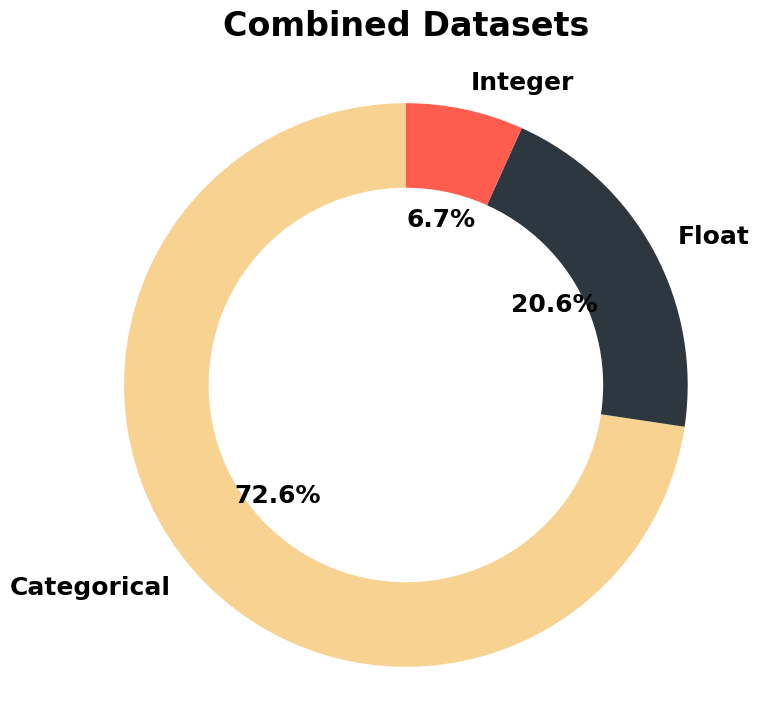 Combined Datasets
Integer
6.7%
Float
20.6%
72.6%
Categorical